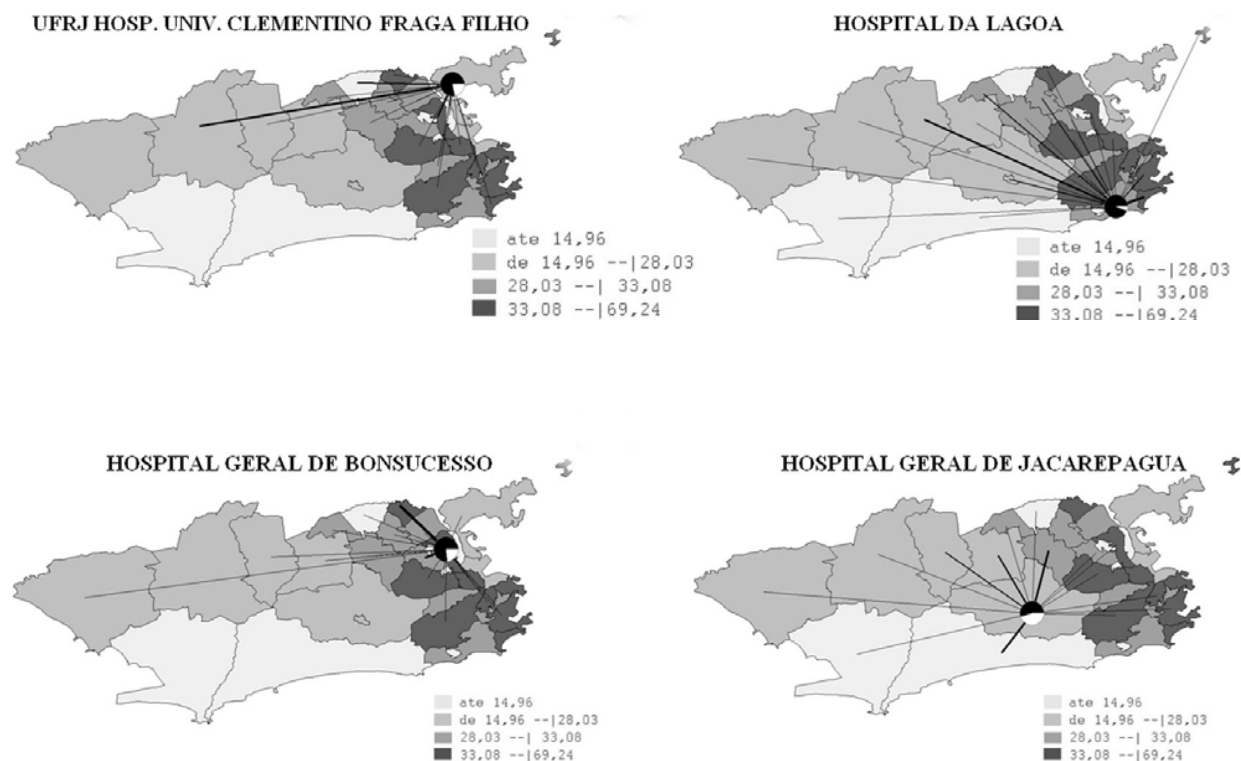 UFRJ HOSP. UNIV. CLEMENTINO FRAGA FILHO
ate 14,96
de 14,96 --|28,03
28,03 --| 33,08
33,08 --|69,24
HOSPITAL DA LAGOA
ate 14,96
de 14,96 --|28,03
28,03 --| 33,08
33,08 --|69,24
HOSPITAL GERAL DE BONSUCESSO
ate 14,96
de 14,96 --|28,03
28,03 --| 33,08
33,08 --|69,24
HOSPITAL GERAL DE JACAREPAGUA
ate 14,96
de 14,96 --|28,03
28,03 --| 33,08
33,08 --|69,24